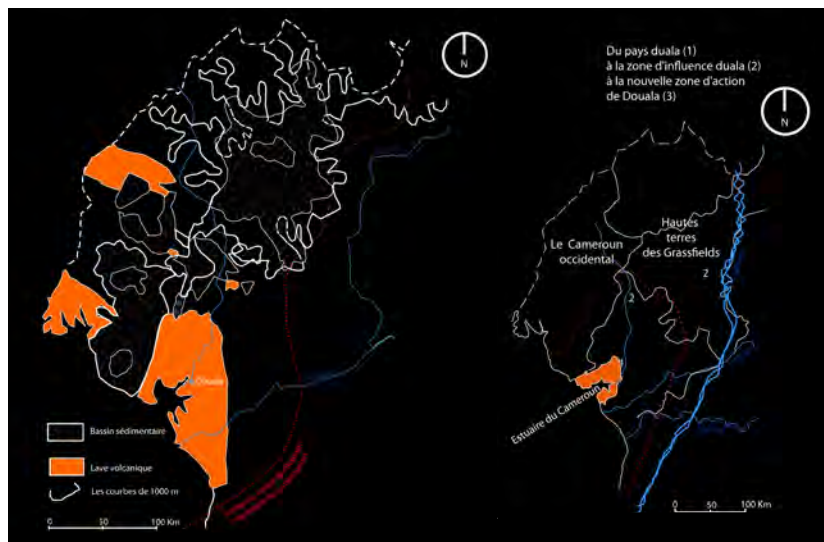 N
Douala
Bassin sédimentaire
Lave volcanique
Les courbes de 1000 m
0 50 100 Km
Du pays duala (1)
à la zone d'influence duala (2)
à la nouvelle zone d'action
de Douala (3)
N
Le Cameroun
occidental
Hautes
terres
des Grassfields
2
2
Estuaire du Cameroun
0 50 100 Km